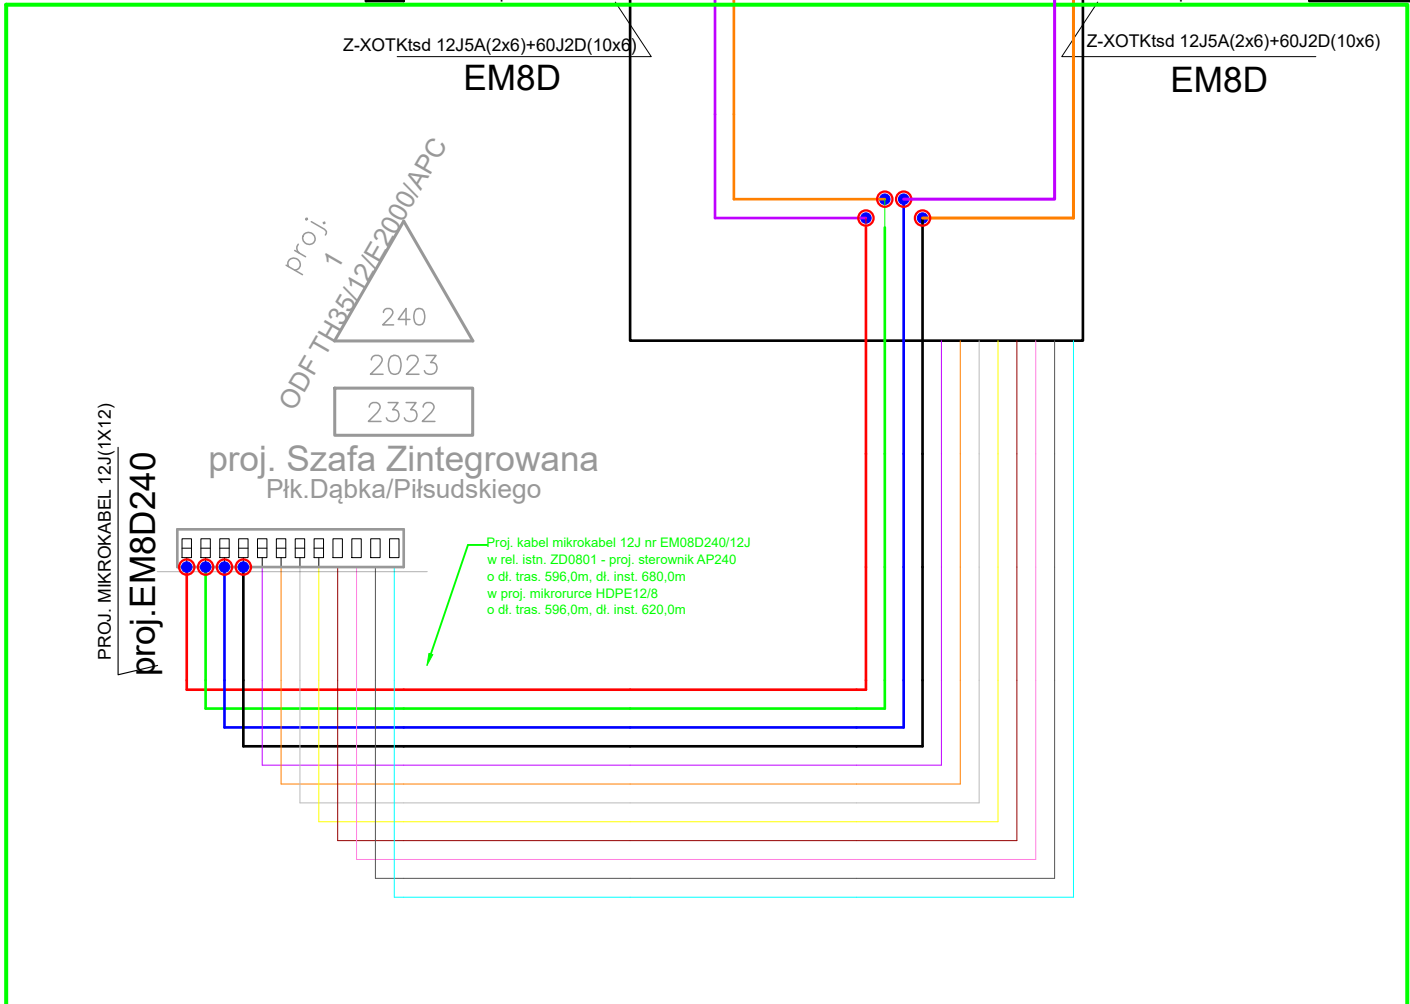 Z-XOTKtsd 12J5A(2x6)+60J2D(10x6)
EM8D
Z-XOTKtsd 12J5A(2x6)+60J2D(10x6)
EM8D
proj.
1
ODF TH35/12/E2000/APC
240
2023
2332
proj. Szafa Zintegrowana
Płk.Dąbka/Piłsudskiego
PROJ. MIKROKABEL 12J(1X12)
proj.EM8D240
Proj. kabel mikrokabel 12J nr EM08D240/12J
w rel. istn. ZD0801 - proj. sterownik AP240
o dł. tras. 596,0m, dł. inst. 680,0m
w proj. mikrorurce HDPE12/8
o dł. tras. 596,0m, dł. inst. 620,0m